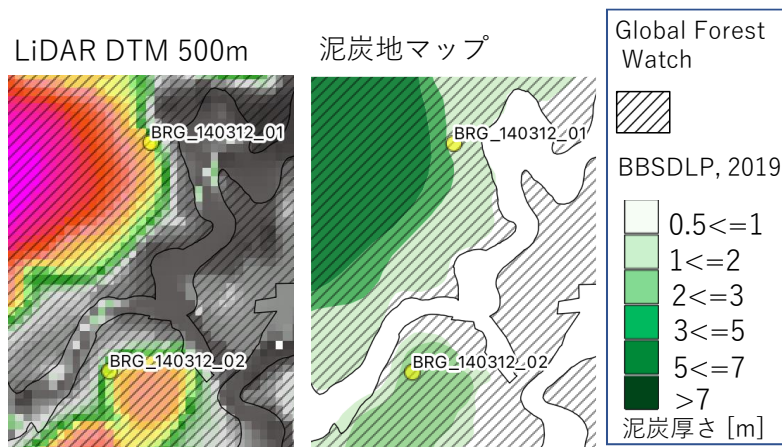 LiDAR DTM 500m
BRG_140312_01
BRG_140312_02
泥炭地マップ
BRG_140312_01
BRG_140312_02
Global Forest
Watch
BBSDLP, 2019
0.5<=1
1<=2
2<=3
3<=5
5<=7
>7
泥炭厚さ [m]